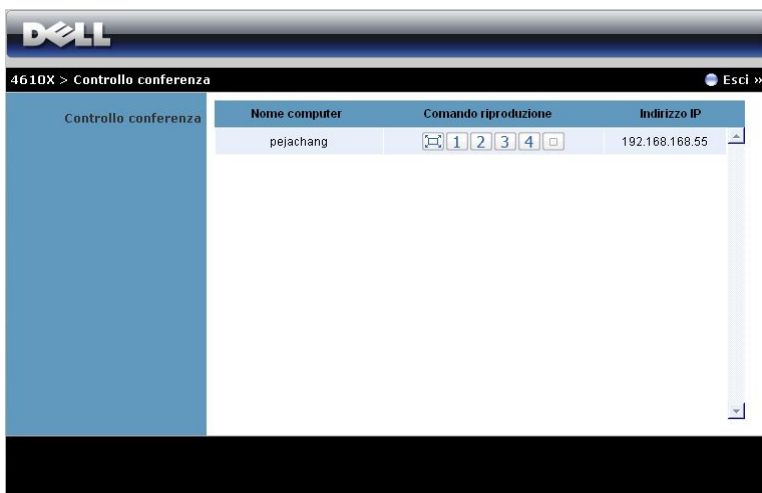 DELL
4610X > Controllo conferenza
Esci »
Controllo conferenza
Nome computer Comando riproduzione Indirizzo IP
pejachang 1 2 3 4 192.168.168.55